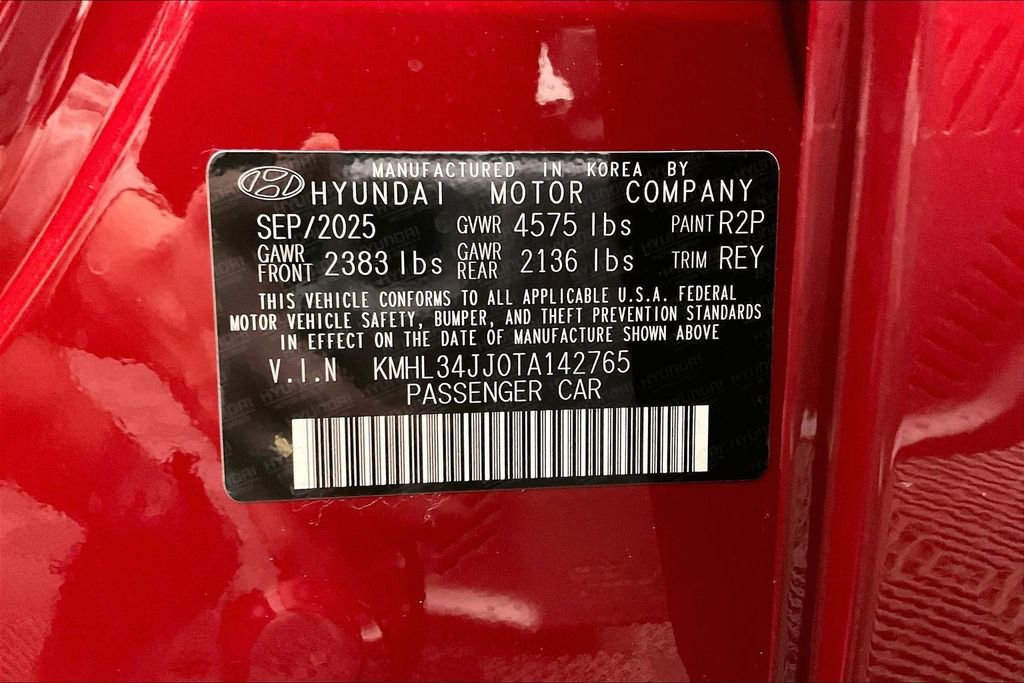 MANUFACTURED IN KOREA BY
HYUNDAI MOTOR COMPANY
SEP/2025 GVWR 4575 lbs PAINT R2P
GAWR FRONT 2383 lbs GAWR REAR 2136 lbs TRIM REY
THIS VEHICLE CONFORMS TO ALL APPLICABLE U.S.A. FEDERAL
MOTOR VEHICLE SAFETY, BUMPER, AND THEFT PREVENTION STANDARDS
IN EFFECT ON THE DATE OF MANUFACTURE SHOWN ABOVE
V.I.N KMHL34JJ0TA142765
PASSENGER CAR